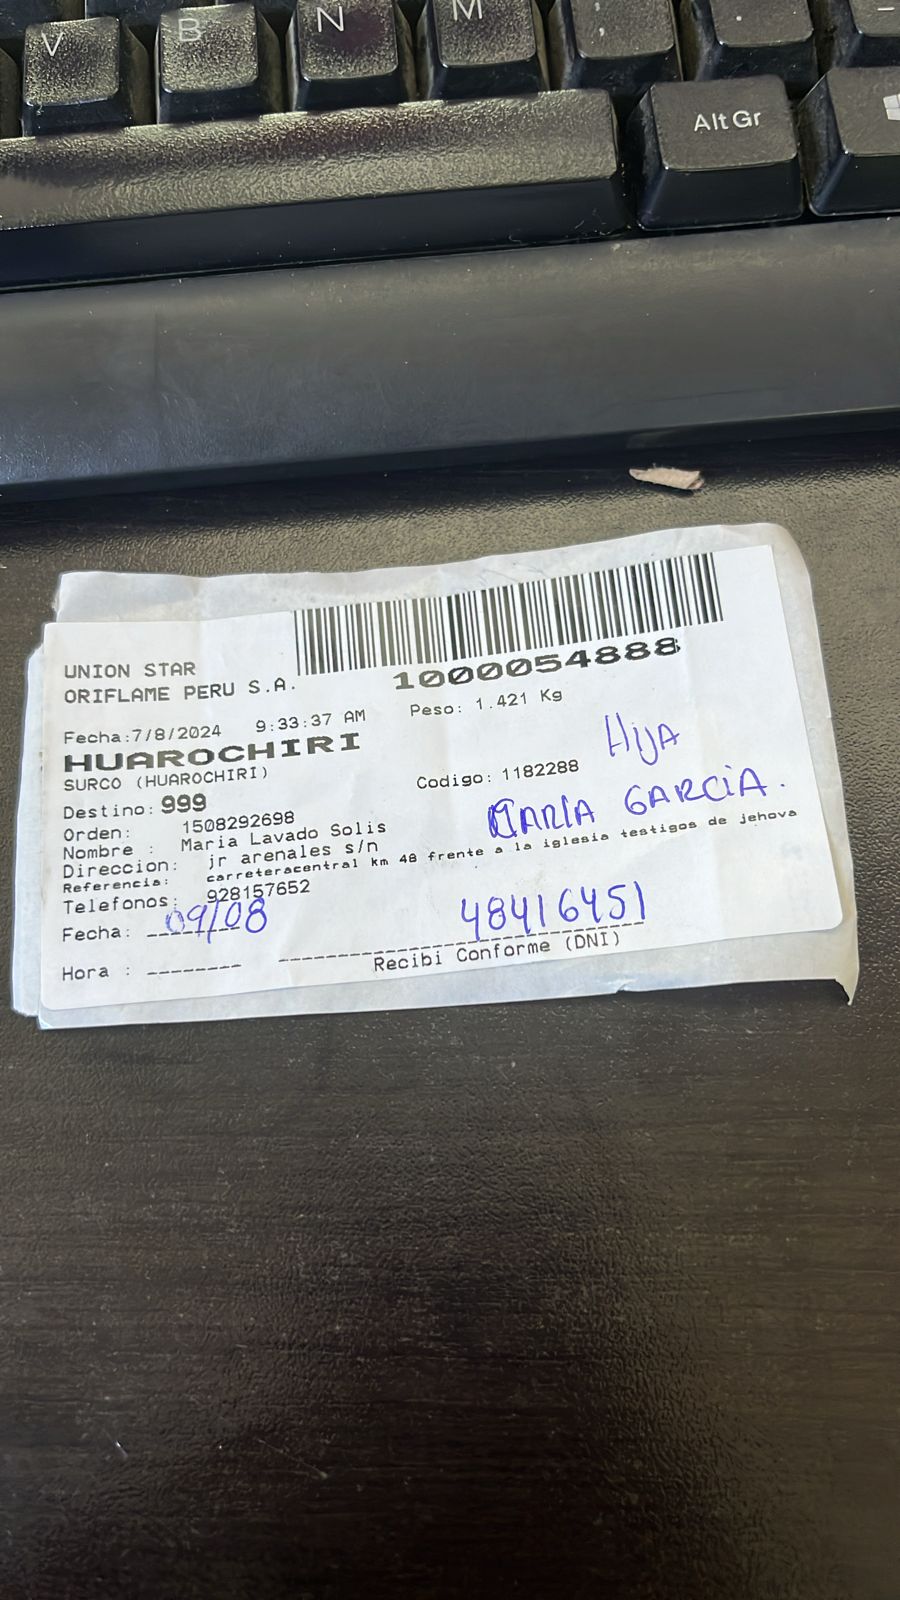 V B N M , .
Alt Gr
UNION STAR
ORIFLAME PERU S.A.
1000054888
Fecha:7/8/2024 9:33:37 AM Peso: 1.421 Kg
HUAROCHIRI
SURCO (HUAROCHIRI)
Hija
Destino: 999 Codigo: 1182288
Orden: 1508292698
MARÍA GARCIA.
Nombre : Maria Lavado Solis
Direccion: jr arenales s/n
Referencia: carreteracentral km 48 frente a la iglesia testigos de jehova
Telefonos: 928157652
Fecha: 09/08 48416451
Hora : Recibi Conforme (DNI)